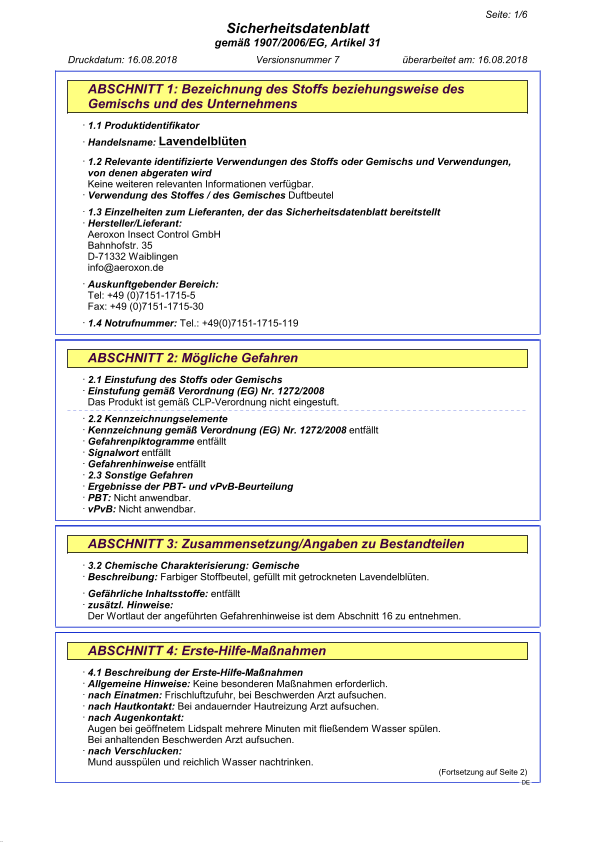 Seite: 1/6
Sicherheitsdatenblatt
gemäß 1907/2006/EG, Artikel 31
Druckdatum: 16.08.2018 Versionsnummer 7 überarbeitet am: 16.08.2018
ABSCHNITT 1: Bezeichnung des Stoffs beziehungsweise des
Gemischs und des Unternehmens
· 1.1 Produktidentifikator
· Handelsname: Lavendelblüten
· 1.2 Relevante identifizierte Verwendungen des Stoffs oder Gemischs und Verwendungen,
von denen abgeraten wird
Keine weiteren relevanten Informationen verfügbar.
· Verwendung des Stoffes / des Gemisches Duftbeutel
· 1.3 Einzelheiten zum Lieferanten, der das Sicherheitsdatenblatt bereitstellt
· Hersteller/Lieferant:
Aeroxon Insect Control GmbH
Bahnhofstr. 35
D-71332 Waiblingen
info@aeroxon.de
· Auskunftgebender Bereich:
Tel: +49 (0)7151-1715-5
Fax: +49 (0)7151-1715-30
· 1.4 Notrufnummer: Tel.: +49(0)7151-1715-119
ABSCHNITT 2: Mögliche Gefahren
· 2.1 Einstufung des Stoffs oder Gemischs
· Einstufung gemäß Verordnung (EG) Nr. 1272/2008
Das Produkt ist gemäß CLP-Verordnung nicht eingestuft.
· 2.2 Kennzeichnungselemente
· Kennzeichnung gemäß Verordnung (EG) Nr. 1272/2008 entfällt
· Gefahrenpiktogramme entfällt
· Signalwort entfällt
· Gefahrenhinweise entfällt
· 2.3 Sonstige Gefahren
· Ergebnisse der PBT- und vPvB-Beurteilung
· PBT: Nicht anwendbar.
· vPvB: Nicht anwendbar.
ABSCHNITT 3: Zusammensetzung/Angaben zu Bestandteilen
· 3.2 Chemische Charakterisierung: Gemische
· Beschreibung: Farbiger Stoffbeutel, gefüllt mit getrockneten Lavendelblüten.
· Gefährliche Inhaltsstoffe: entfällt
· zusätzl. Hinweise:
Der Wortlaut der angeführten Gefahrenhinweise ist dem Abschnitt 16 zu entnehmen.
ABSCHNITT 4: Erste-Hilfe-Maßnahmen
· 4.1 Beschreibung der Erste-Hilfe-Maßnahmen
· Allgemeine Hinweise: Keine besonderen Maßnahmen erforderlich.
· nach Einatmen: Frischluftzufuhr, bei Beschwerden Arzt aufsuchen.
· nach Hautkontakt: Bei andauernder Hautreizung Arzt aufsuchen.
· nach Augenkontakt:
Augen bei geöffnetem Lidspalt mehrere Minuten mit fließendem Wasser spülen.
Bei anhaltenden Beschwerden Arzt aufsuchen.
· nach Verschlucken:
Mund ausspülen und reichlich Wasser nachtrinken.
(Fortsetzung auf Seite 2)
DE